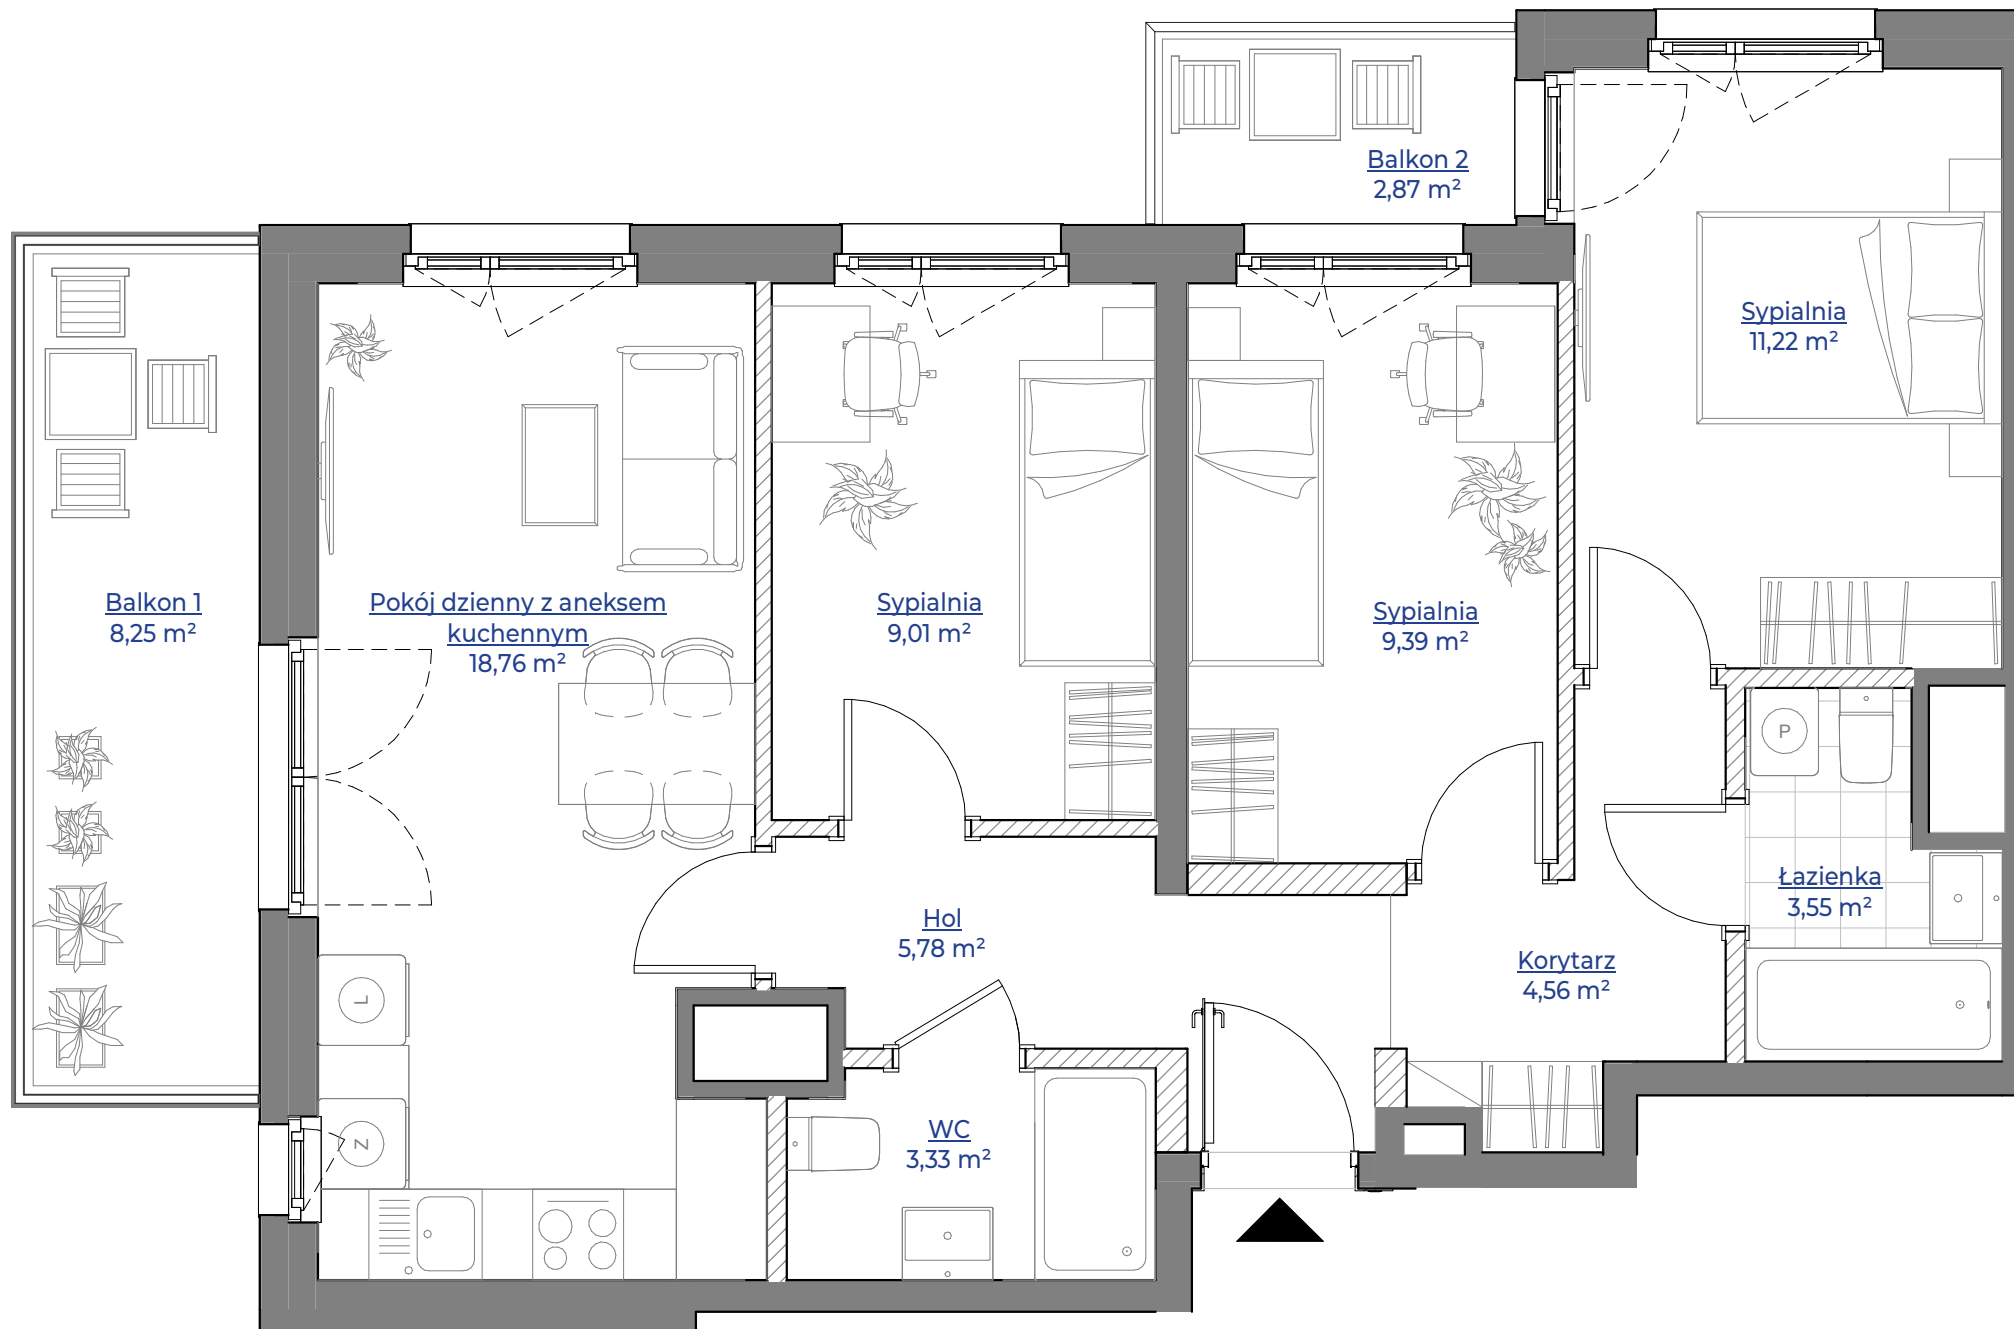 Balkon 2
2,87 m²
Sypialnia
11,22 m²
Balkon 1
8,25 m²
Pokój dzienny z aneksem
kuchennym
18,76 m²
Sypialnia
9,01 m²
Sypialnia
9,39 m²
P
Łazienka
3,55 m²
Hol
5,78 m²
Korytarz
4,56 m²
L
WC
3,33 m²
Z